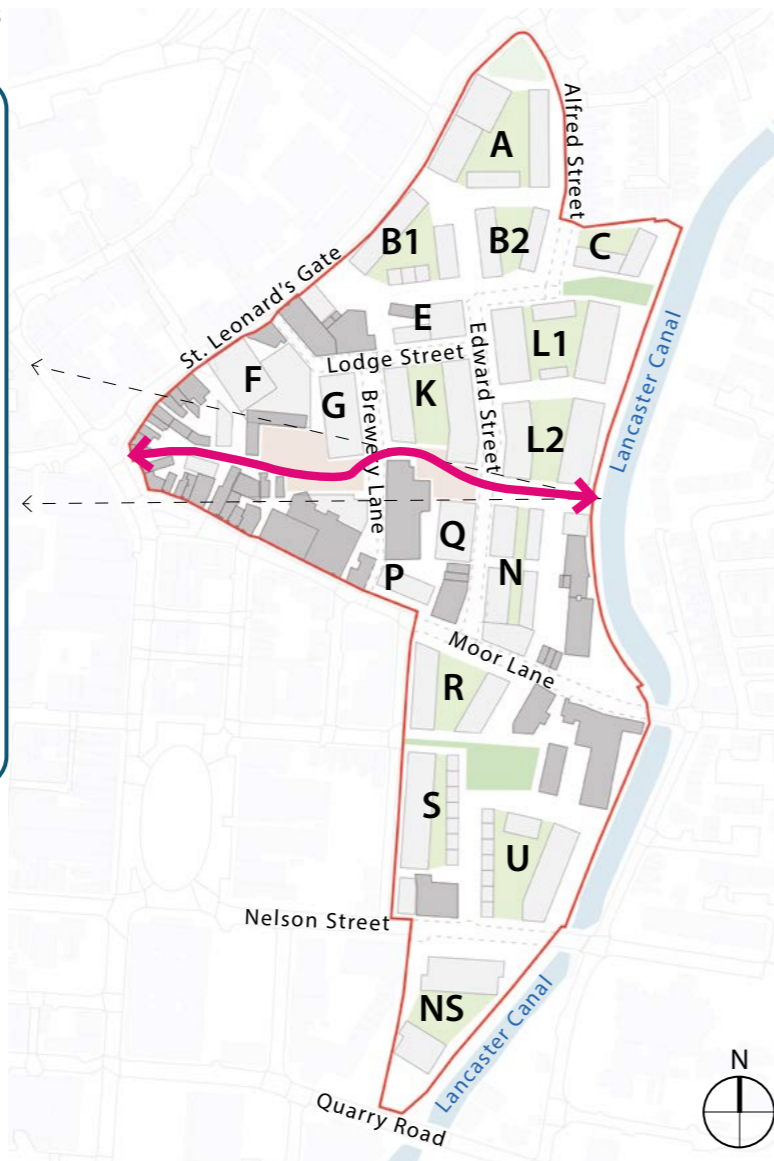 Alfred Street
A
B1
B2
C
St. Leonard's Gate
E
Edward Street
L1
Lancaster Canal
Lodge Street
F
G
Brewery Lane
K
L2
Q
N
P
Moor Lane
R
S
U
Nelson Street
NS
Lancaster Canal
Quarry Road
N